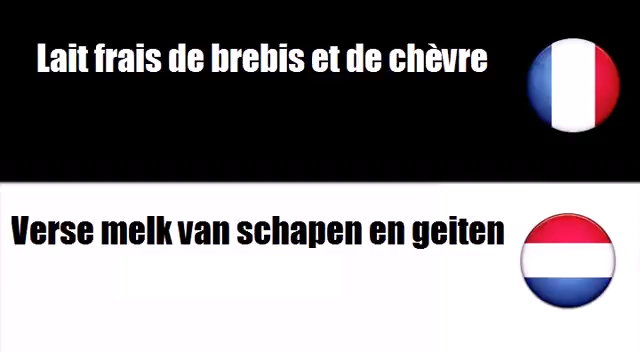 Lait frais de brebis et de chèvre
Verse melk van schapen en geiten